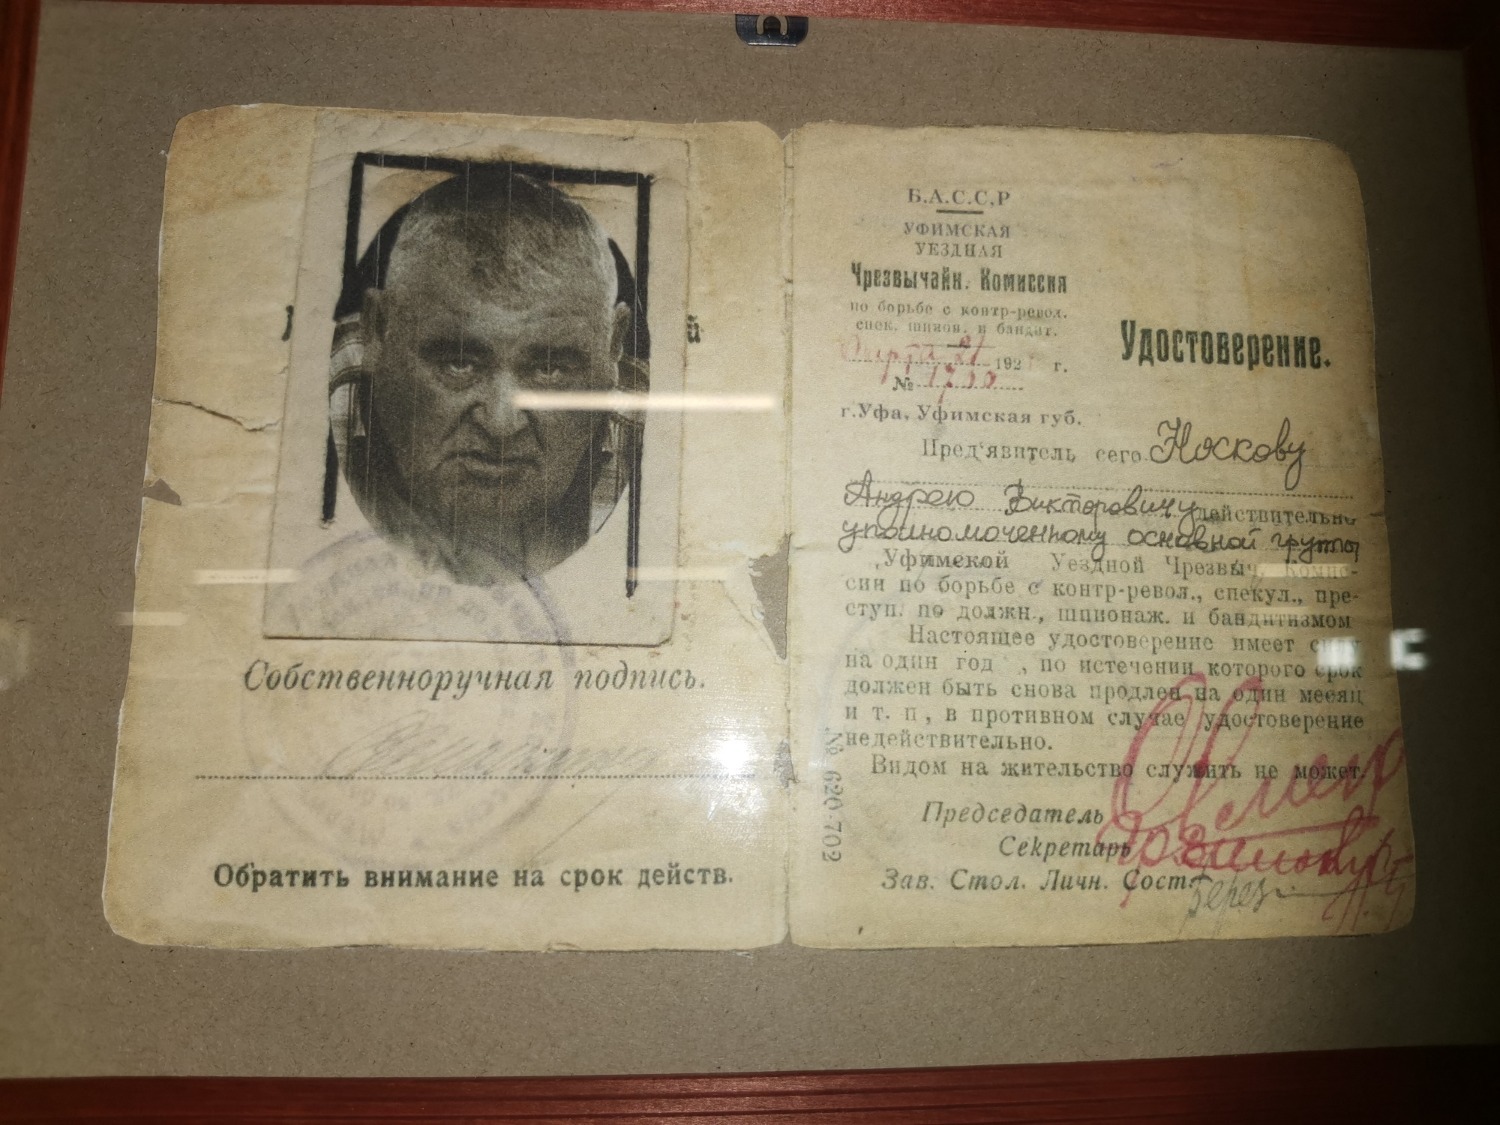 Собственноручная подпись.
Обратить внимание на срок действ.
Б.А.С.С.Р
УФИМСКАЯ
УЕЗДНАЯ
Чрезвычайн. Комиссия
по борьбе с контр-револ.
спек. шпион. и бандит.
21 192 г.
№
г.Уфа, Уфимская губ.
Удостоверение.
Пред'явитель сего Носкову
Андрею Викторовичу действительно
уполномоченному основной группы
Уфимской Уездной Чрезвыч. Комис-
сии по борьбе с контр-револ., спекул., пре-
ступ. по должн., шпионаж. и бандитизмом
Настоящее удостоверение имеет
на один год , по истечении которого срок
должен быть снова продлен на один месяц
и т. п , в противном случае удостоверение
недействительно.
Видом на жительство служить не может.
Председатель
Секретарь
Зав. Стол. Личн. Сост.
№ 620-702